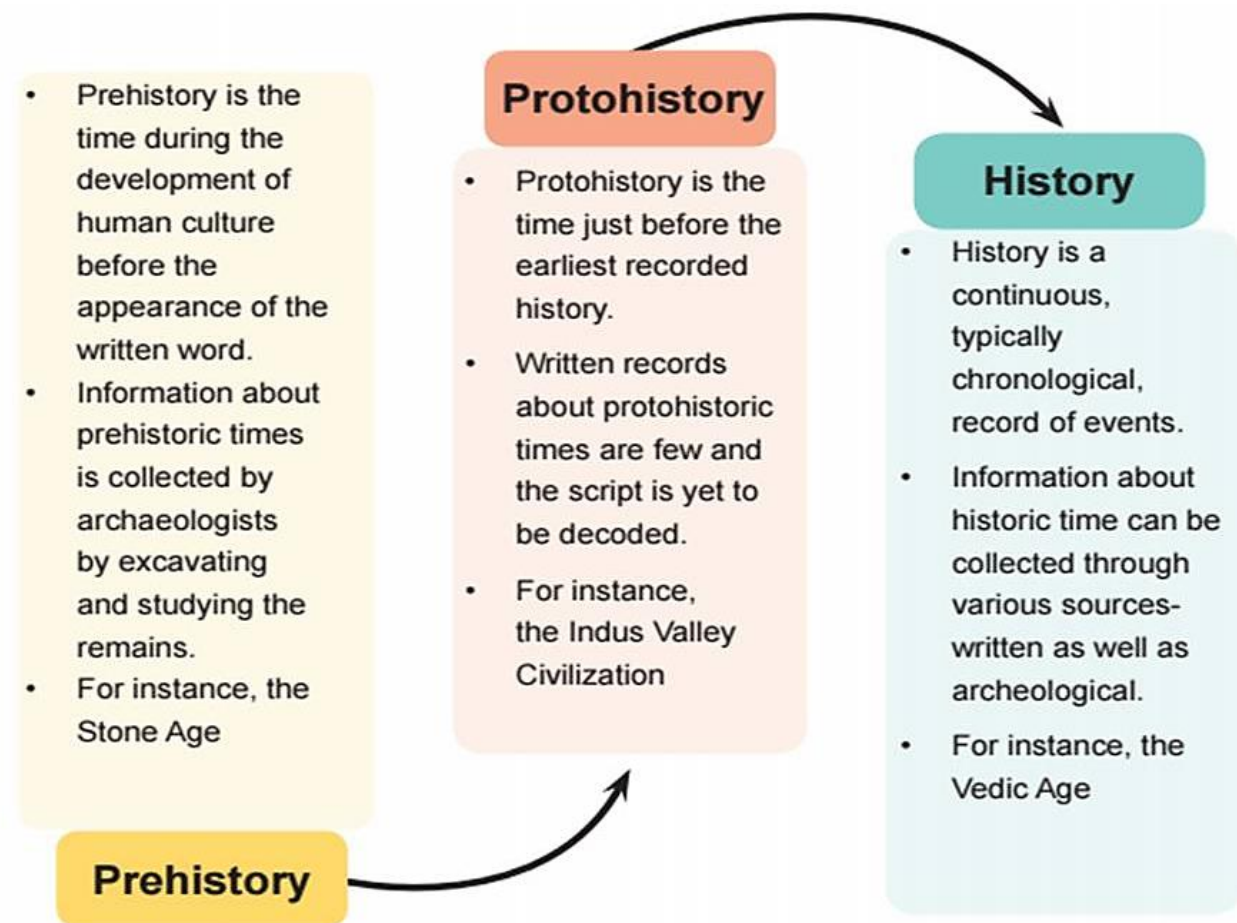 • Prehistory is the
time during the
development of
human culture
before the
appearance of the
written word.
• Information about
prehistoric times
is collected by
archaeologists
by excavating
and studying the
remains.
• For instance, the
Stone Age
Prehistory
Protohistory
• Protohistory is the
time just before the
earliest recorded
history.
• Written records
about protohistoric
times are few and
the script is yet to
be decoded.
• For instance,
the Indus Valley
Civilization
History
• History is a
continuous,
typically
chronological,
record of events.
• Information about
historic time can be
collected through
various sources-
written as well as
archeological.
• For instance, the
Vedic Age